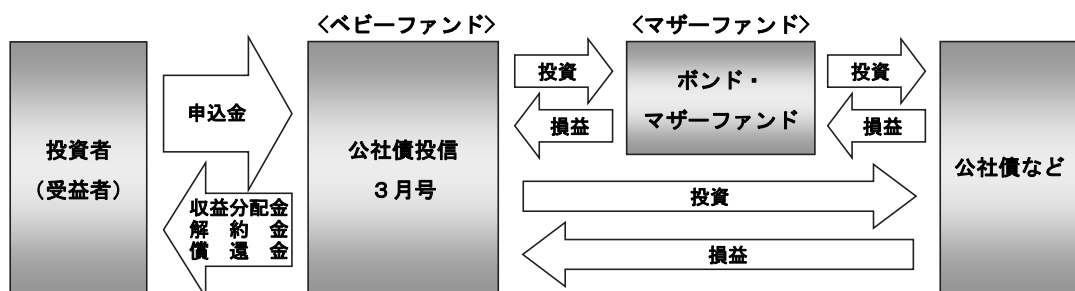 〈ベビーファンド〉
〈マザーファンド〉
投資者
（受益者）
申込金
収益分配金
解約金
償還金
公社債投信
３月号
投資
損益
ボンド・
マザーファンド
投資
損益
投資
損益
公社債など